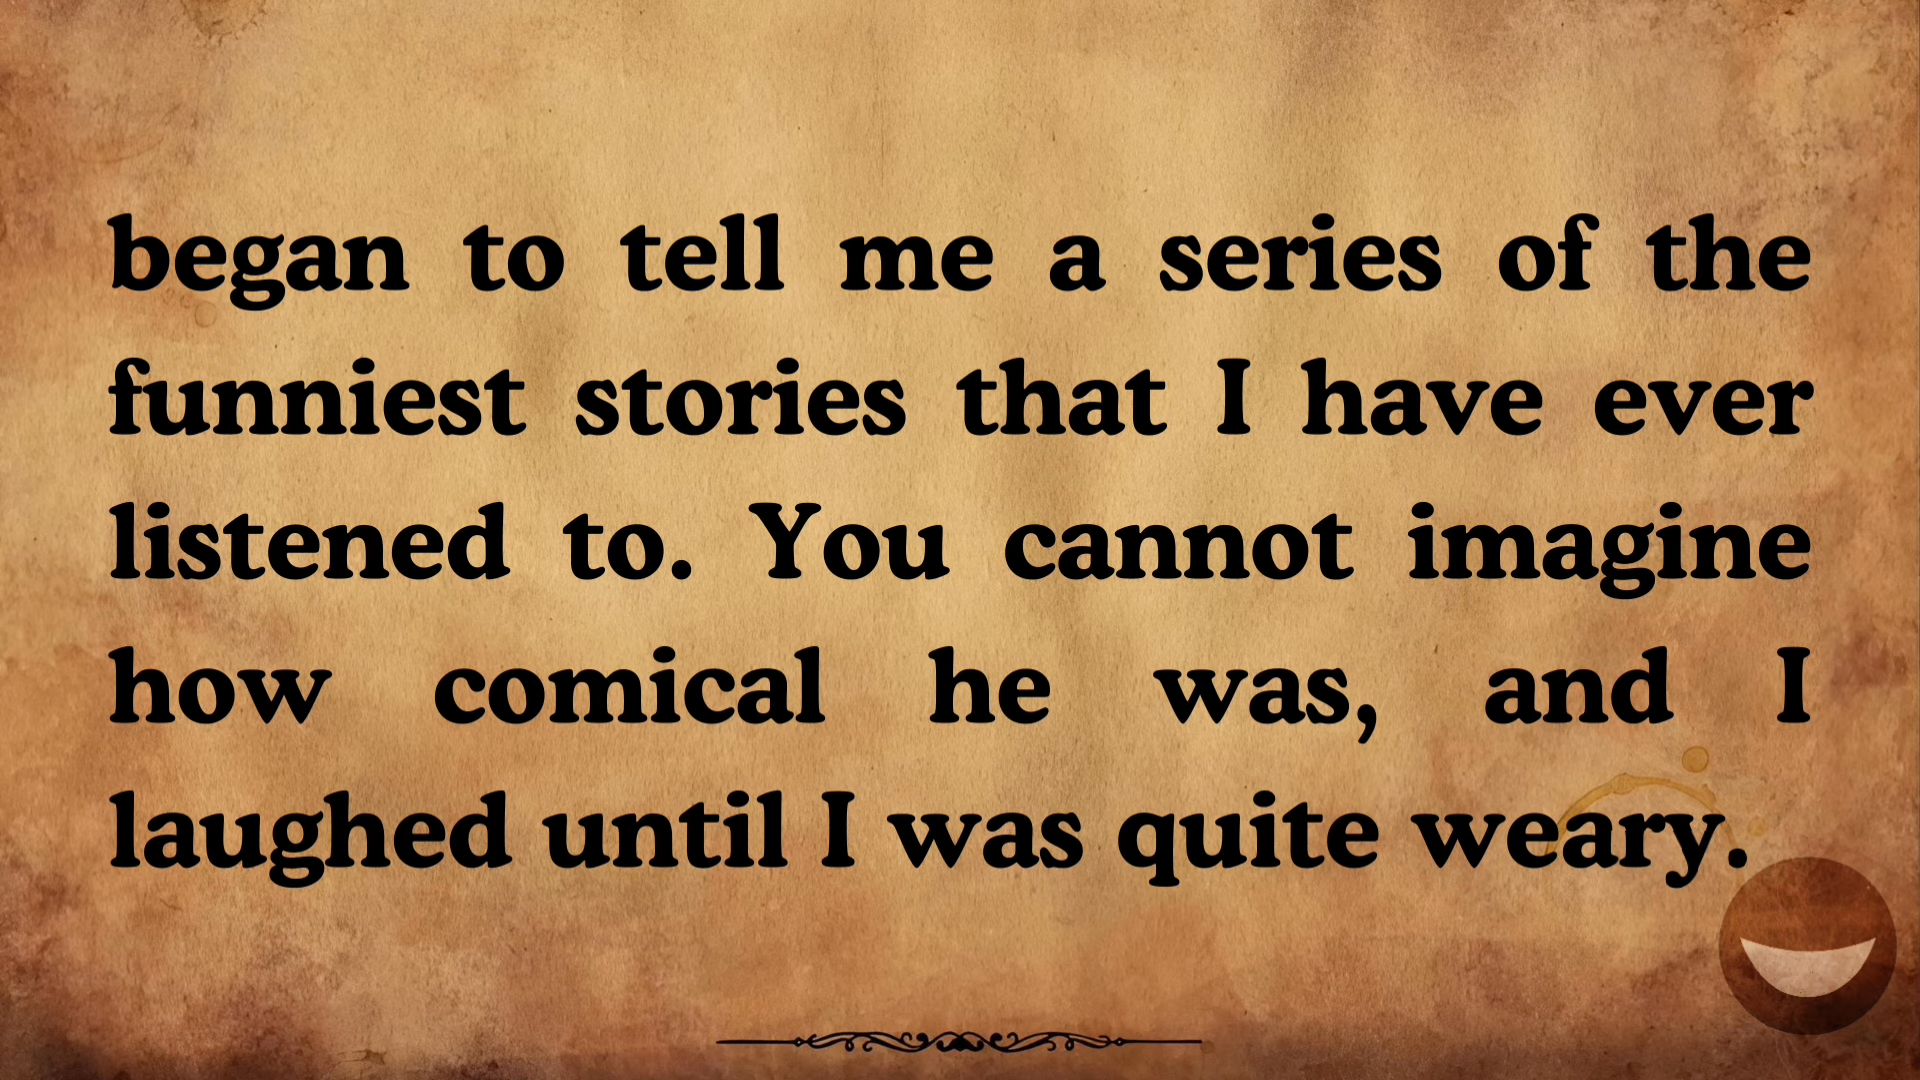 began to tell me a series of the
funniest stories that I have ever
listened to. You cannot imagine
how comical he was, and I
laughed until I was quite weary.